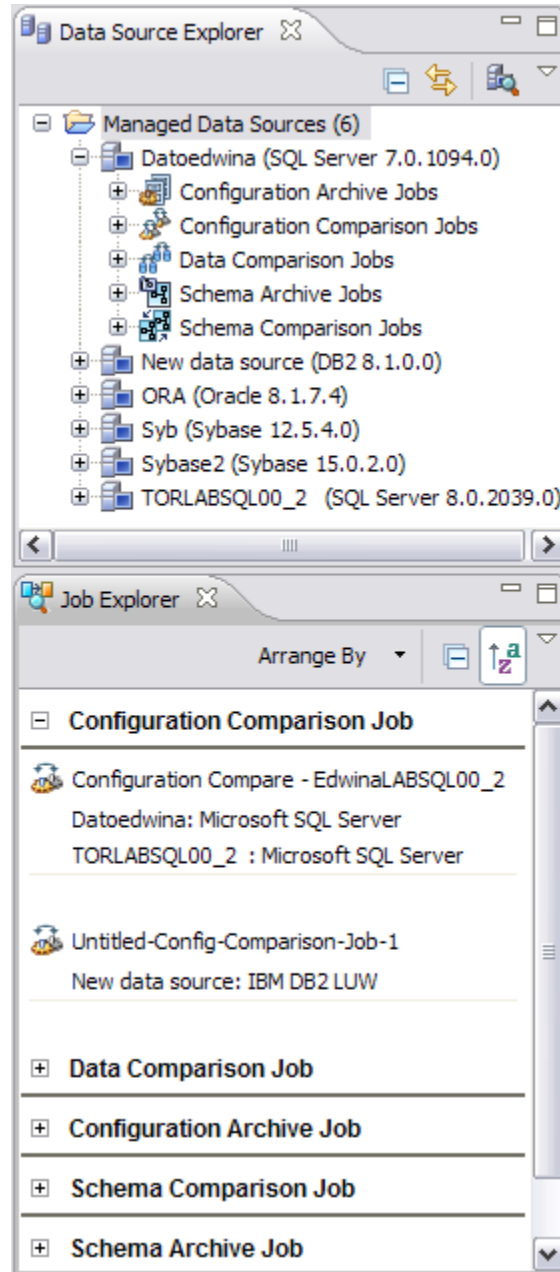 Data Source Explorer
Managed Data Sources (6)
Datoedwina (SQL Server 7.0.1094.0)
Configuration Archive Jobs
Configuration Comparison Jobs
Data Comparison Jobs
Schema Archive Jobs
Schema Comparison Jobs
New data source (DB2 8.1.0.0)
ORA (Oracle 8.1.7.4)
Syb (Sybase 12.5.4.0)
Sybase2 (Sybase 15.0.2.0)
TORLABSQL00_2 (SQL Server 8.0.2039.0)
Job Explorer
Arrange By
Configuration Comparison Job
Configuration Compare - EdwinaLABSQL00_2
Datoedwina: Microsoft SQL Server
TORLABSQL00_2 : Microsoft SQL Server
Untitled-Config-Comparison-Job-1
New data source: IBM DB2 LUW
Data Comparison Job
Configuration Archive Job
Schema Comparison Job
Schema Archive Job